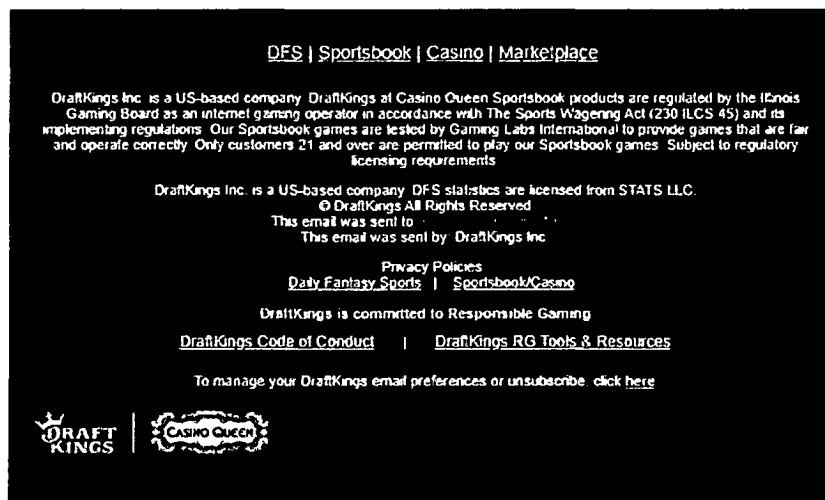 DFS | Sportsbook | Casino | Marketplace
DraftKings Inc. is a US-based company. DraftKings at Casino Queen Sportsbook products are regulated by the Illinois
Gaming Board as an internet gaming operator in accordance with The Sports Wagering Act (230 ILCS 45) and its
implementing regulations. Our Sportsbook games are tested by Gaming Labs International to provide games that are fair
and operate correctly. Only customers 21 and over are permitted to play our Sportsbook games. Subject to regulatory
licensing requirements.
DraftKings Inc. is a US-based company. DFS statistics are licensed from STATS LLC.
© DraftKings All Rights Reserved
This email was sent to
This email was sent by: DraftKings Inc
Privacy Policies
Daily Fantasy Sports | Sportsbook/Casino
DraftKings is committed to Responsible Gaming
DraftKings Code of Conduct | DraftKings RG Tools & Resources
To manage your DraftKings email preferences or unsubscribe, click here
DRAFT
KINGS
CASINO QUEEN